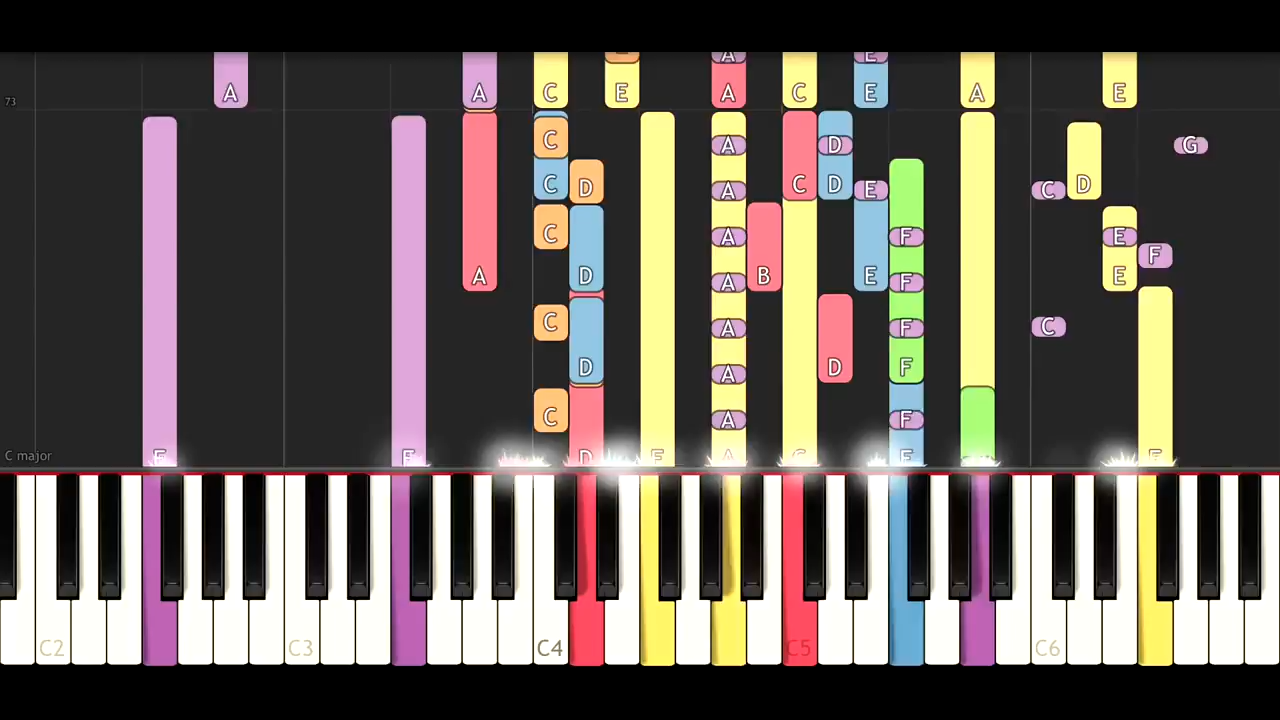 A A C E A A C E E A E
73
C A D G
C D A C D E C D
C A F E
F
A D E A B E F E
C A F C
D A D F
C A F
C major
F F D F A C F F
C2 C3 C4 C5 C6